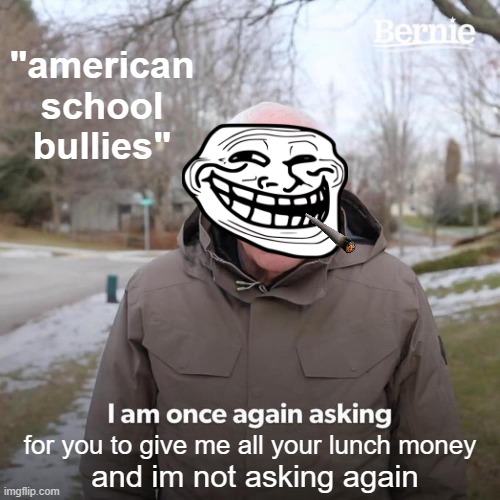 Bernie
"american
school
bullies"
I am once again asking
for you to give me all your lunch money
and im not asking again
imgflip.com